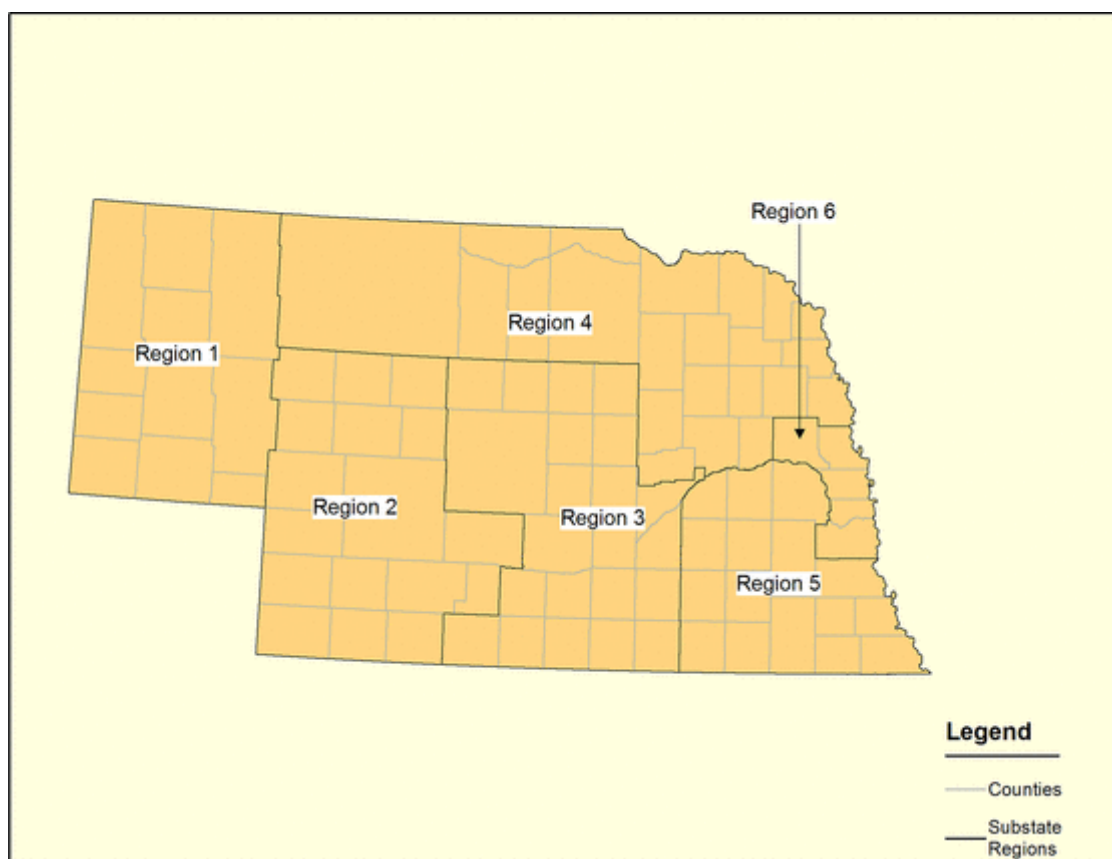 Region 6
Region 4
Region 1
Region 2
Region 3
Region 5
Legend
Counties
Substate
Regions